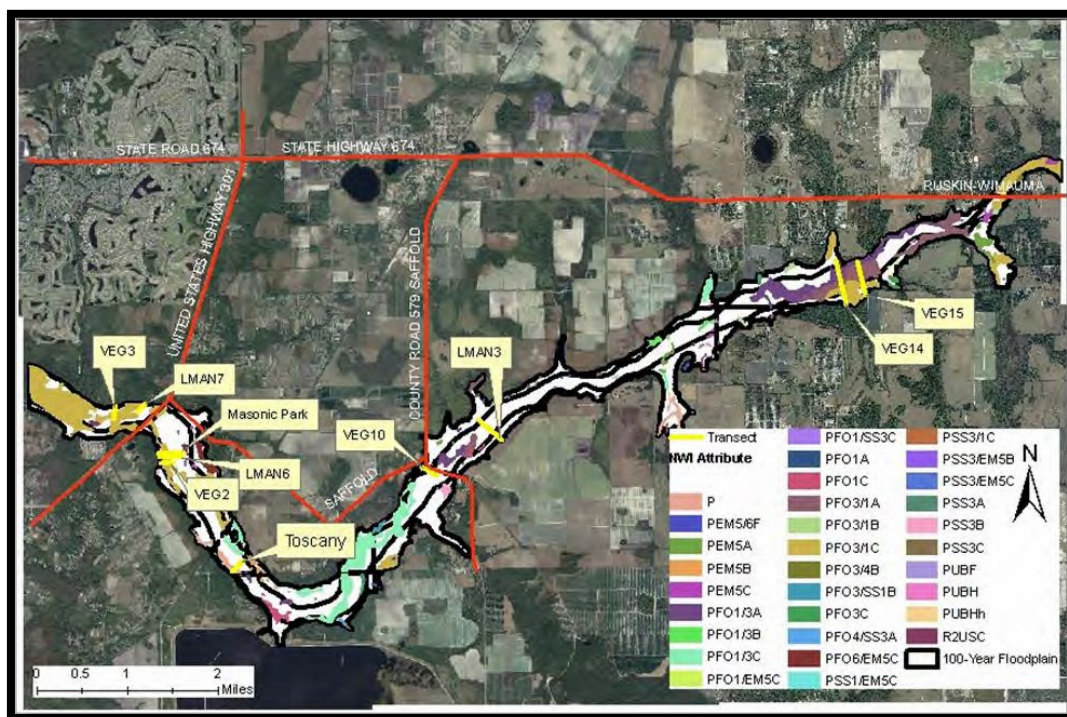 STATE ROAD 674
STATE HIGHWAY 674
RUSKIN-WIMAUMA
UNITED STATES HIGHWAY 301
COUNTY ROAD 579 SAFFOLD
SAFFOLD
VEG3
LMAN7
Masonic Park
LMAN6
VEG2
Toscany
VEG10
LMAN3
VEG15
VEG14
Transect
NWI Attribute
P
PEM5/6F
PEM5A
PEM5B
PEM5C
PFO1/3A
PFO1/3B
PFO1/3C
PFO1/EM5C
PFO1/SS3C
PFO1A
PFO1C
PFO3/1A
PFO3/1B
PFO3/1C
PFO3/4B
PFO3/SS1B
PFO3C
PFO4/SS3A
PFO6/EM5C
PSS1/EM5C
PSS3/1C
PSS3/EM5B
PSS3/EM5C
PSS3A
PSS3B
PSS3C
PUBF
PUBH
PUBHh
R2USC
100-Year Floodplain
N
0 0.5 1 2
Miles